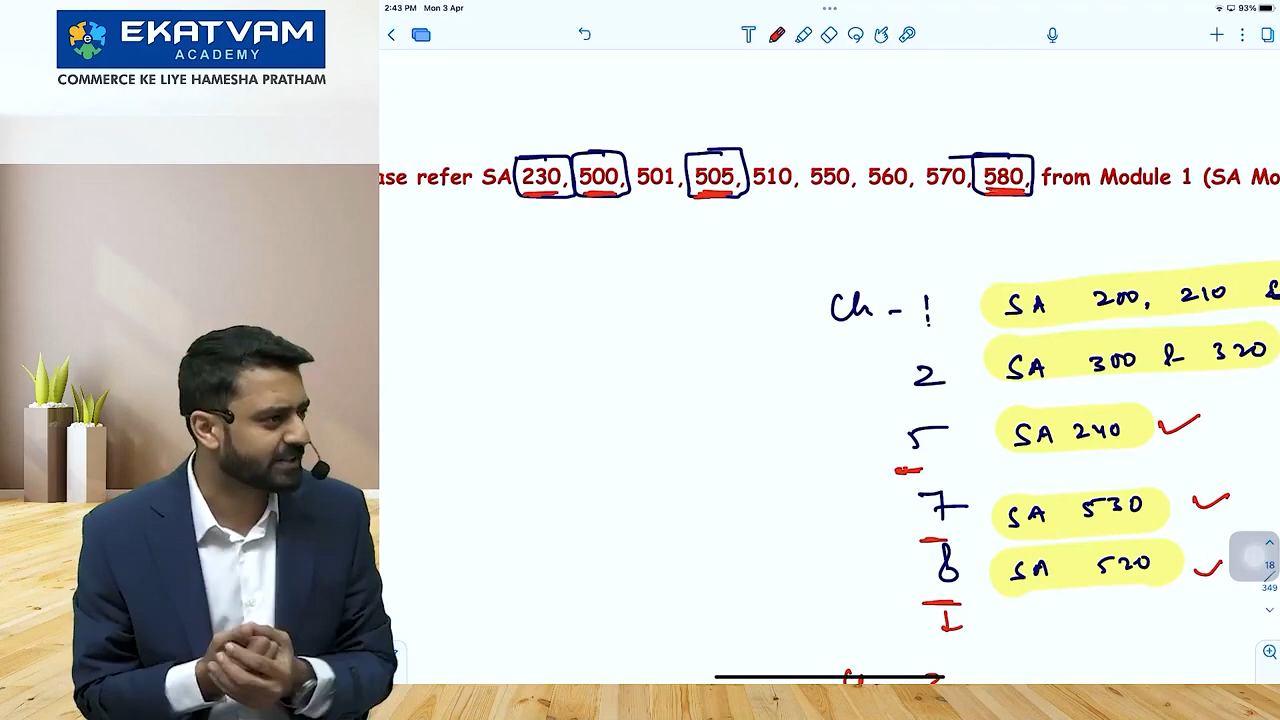 2:43 PM Mon 3 Apr
93%
EKATVAM
ACADEMY
COMMERCE KE LIYE HAMESHA PRATHAM
ase refer SA 230, 500, 501, 505, 510, 550, 560, 570, 580, from Module 1 (SA Mo
Ch - 1 SA 200, 210 &
2 SA 300 & 320
5 SA 240
7 SA 530
8 SA 520
18
349